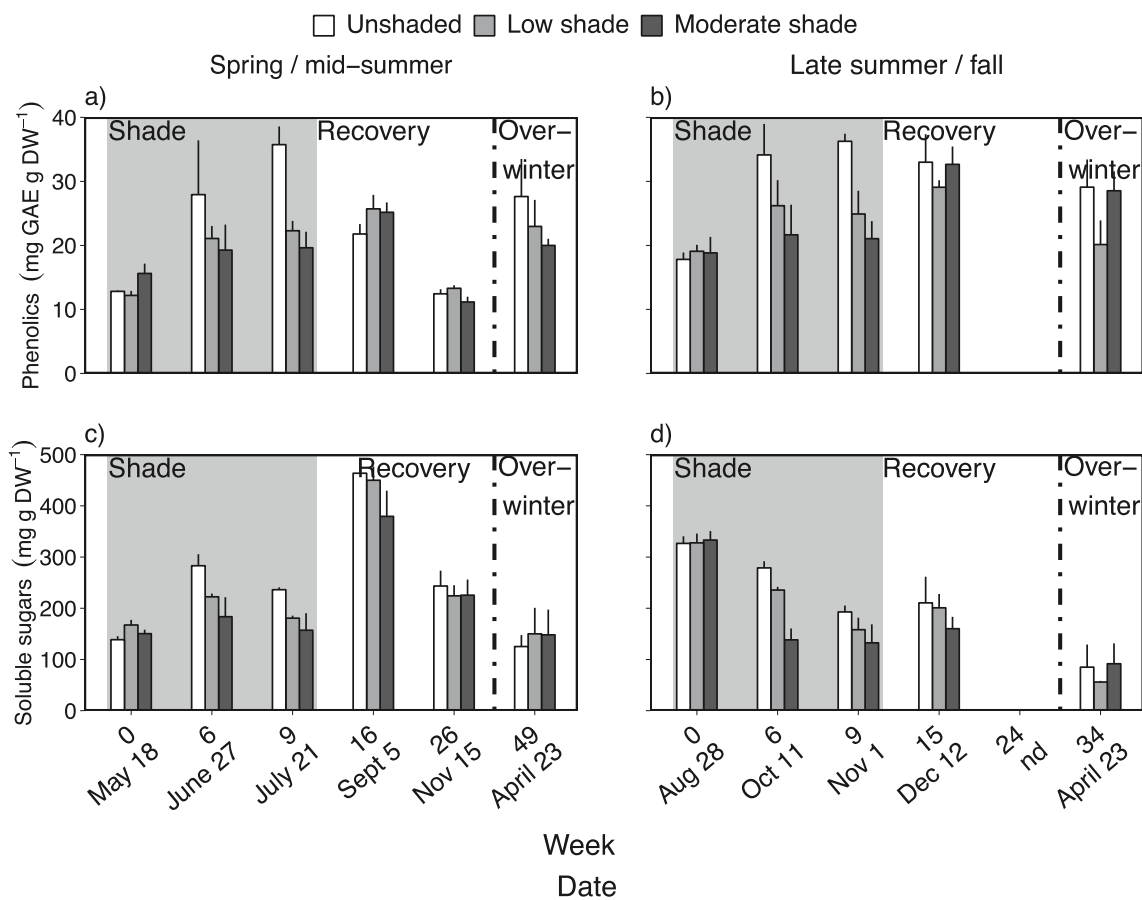 Unshaded Low shade Moderate shade
Spring / mid−summer Late summer / fall
a) b)
Phenolics (mg GAE g DW−1)
40
30
20
10
0
Shade Recovery Over−
winter
Shade Recovery Over−
winter
c) d)
Soluble sugars (mg g DW−1)
500
400
300
200
100
0
Shade Recovery Over−
winter
Shade Recovery Over−
winter
0 6 9 16 26 49
May 18 June 27 July 21 Sept 5 Nov 15 April 23
0 6 9 15 24 34
Aug 28 Oct 11 Nov 1 Dec 12 nd April 23
Week
Date